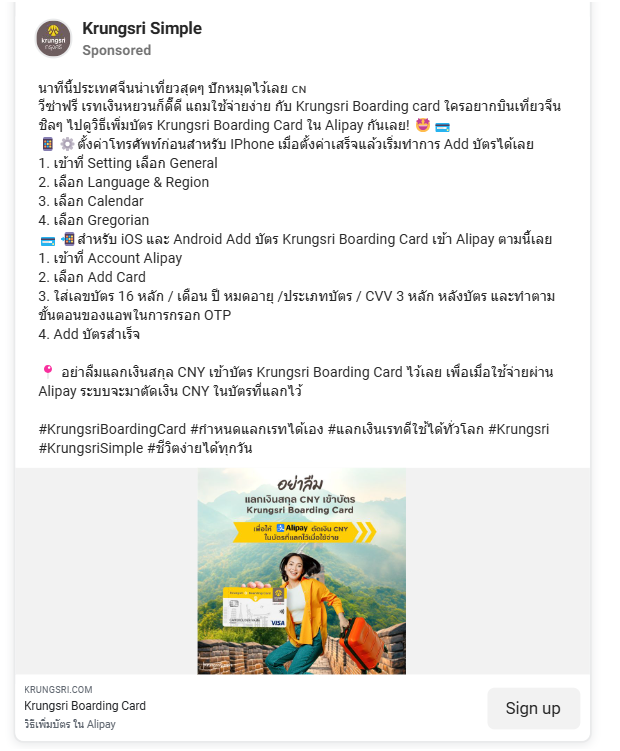 Krungsri Simple
Sponsored
นาทีนี้ประเทศจีนน่าเที่ยวสุดๆ ปักหมุดไว้เลย CN
วีซ่าฟรี เรทเงินหยวนก็ดี๊ดี แถมใช้จ่ายง่าย กับ Krungsri Boarding card ใครอยากบินเที่ยวจีน
ชิลๆ ไปดูวิธีเพิ่มบัตร Krungsri Boarding Card ใน Alipay กันเลย! 🤩 💳
📱 ⚙️ตั้งค่าโทรศัพท์ก่อนสำหรับ IPhone เมื่อตั้งค่าเสร็จแล้วเริ่มทำการ Add บัตรได้เลย
1. เข้าที่ Setting เลือก General
2. เลือก Language & Region
3. เลือก Calendar
4. เลือก Gregorian
💳 📲สำหรับ iOS และ Android Add บัตร Krungsri Boarding Card เข้า Alipay ตามนี้เลย
1. เข้าที่ Account Alipay
2. เลือก Add Card
3. ใส่เลขบัตร 16 หลัก / เดือน ปี หมดอายุ /ประเภทบัตร / CVV 3 หลัก หลังบัตร และทำตาม
ขั้นตอนของแอพในการกรอก OTP
4. Add บัตรสำเร็จ
📍 อย่าลืมแลกเงินสกุล CNY เข้าบัตร Krungsri Boarding Card ไว้เลย เพื่อเมื่อใช้จ่ายผ่าน
Alipay ระบบจะมาตัดเงิน CNY ในบัตรที่แลกไว้
#KrungsriBoardingCard #กำหนดแลกเรทได้เอง #แลกเงินเรทดีใช้ได้ทั่วโลก #Krungsri
#KrungsriSimple #ชีวิตง่ายได้ทุกวัน
อย่าลืม
แลกเงินสกุล CNY เข้าบัตร
Krungsri Boarding Card
เพื่อให้ Alipay ตัดเงิน CNY
ในบัตรที่แลกไว้เมื่อใช้จ่าย
VISA
KRUNGSRI.COM
Krungsri Boarding Card
วิธีเพิ่มบัตร ใน Alipay
Sign up